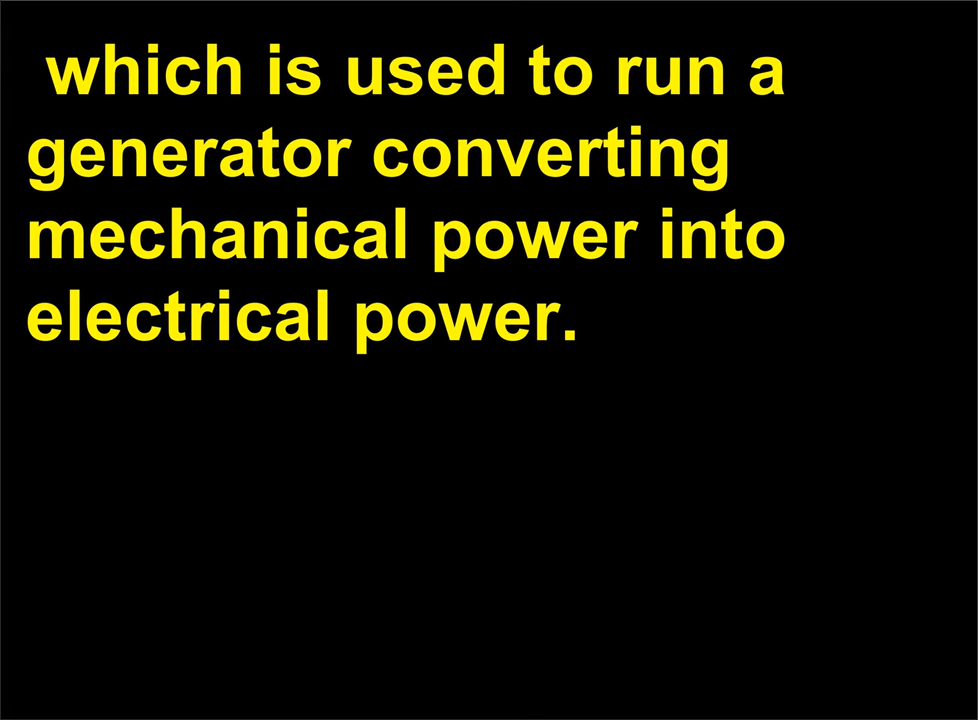 which is used to run a
generator converting
mechanical power into
electrical power.